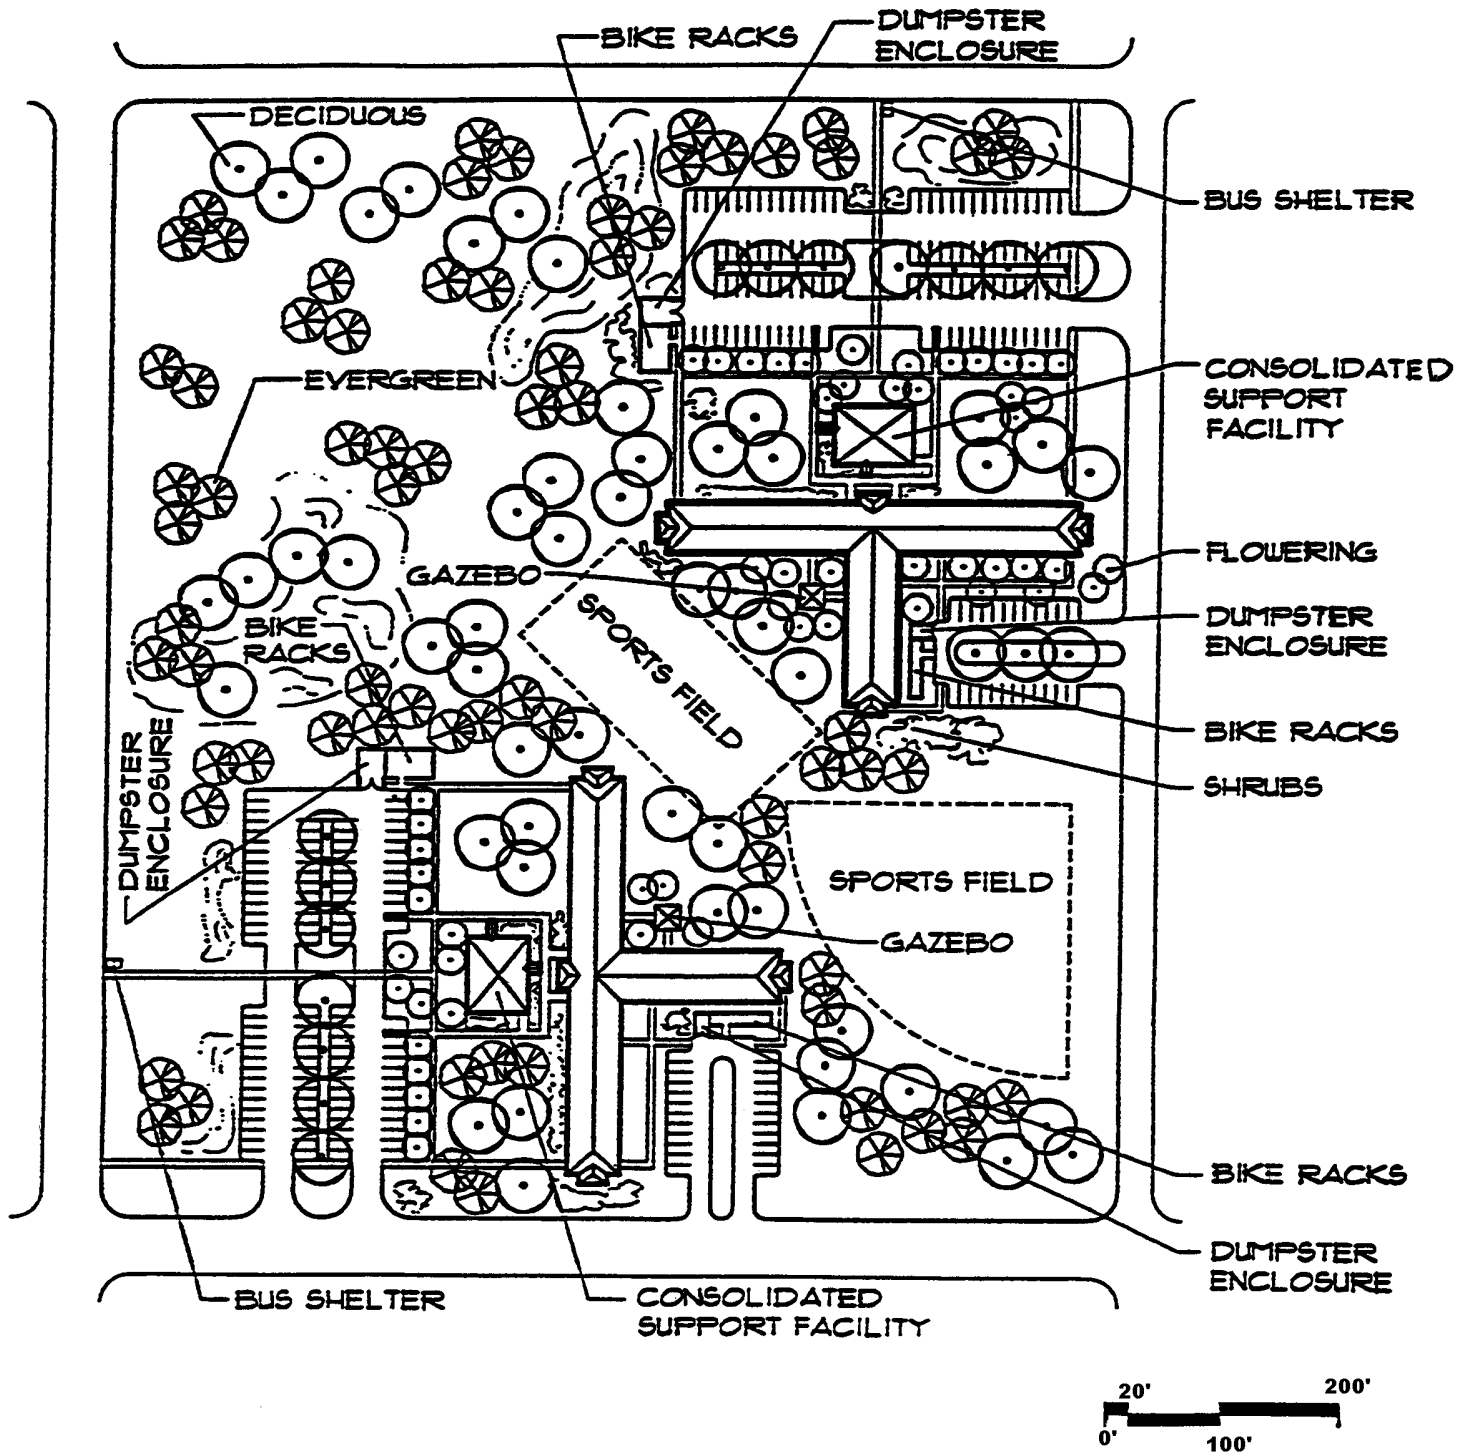 DUMPSTER
ENCLOSURE
BIKE RACKS
DECIDUOUS
BUS SHELTER
EVERGREEN
CONSOLIDATED
SUPPORT
FACILITY
FLOWERING
GAZEBO
SPORTS FIELD
BIKE
RACKS
DUMPSTER
ENCLOSURE
BIKE RACKS
SHRUBS
DUMPSTER
ENCLOSURE
SPORTS FIELD
GAZEBO
BIKE RACKS
DUMPSTER
ENCLOSURE
BUS SHELTER
CONSOLIDATED
SUPPORT FACILITY
20' 200'
0' 100'